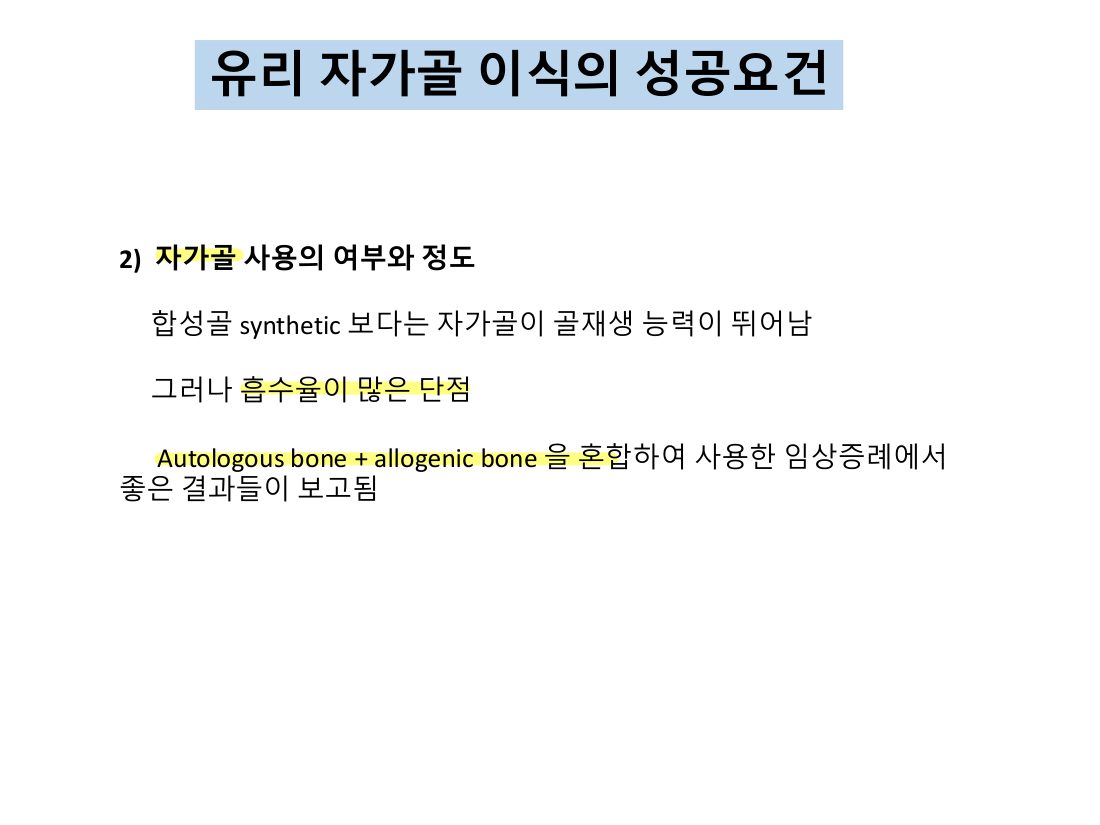 유리 자가골 이식의 성공요건
2) 자가골 사용의 여부와 정도
합성골 synthetic 보다는 자가골이 골재생 능력이 뛰어남
그러나 흡수율이 많은 단점
Autologous bone + allogenic bone 을 혼합하여 사용한 임상증례에서
좋은 결과들이 보고됨